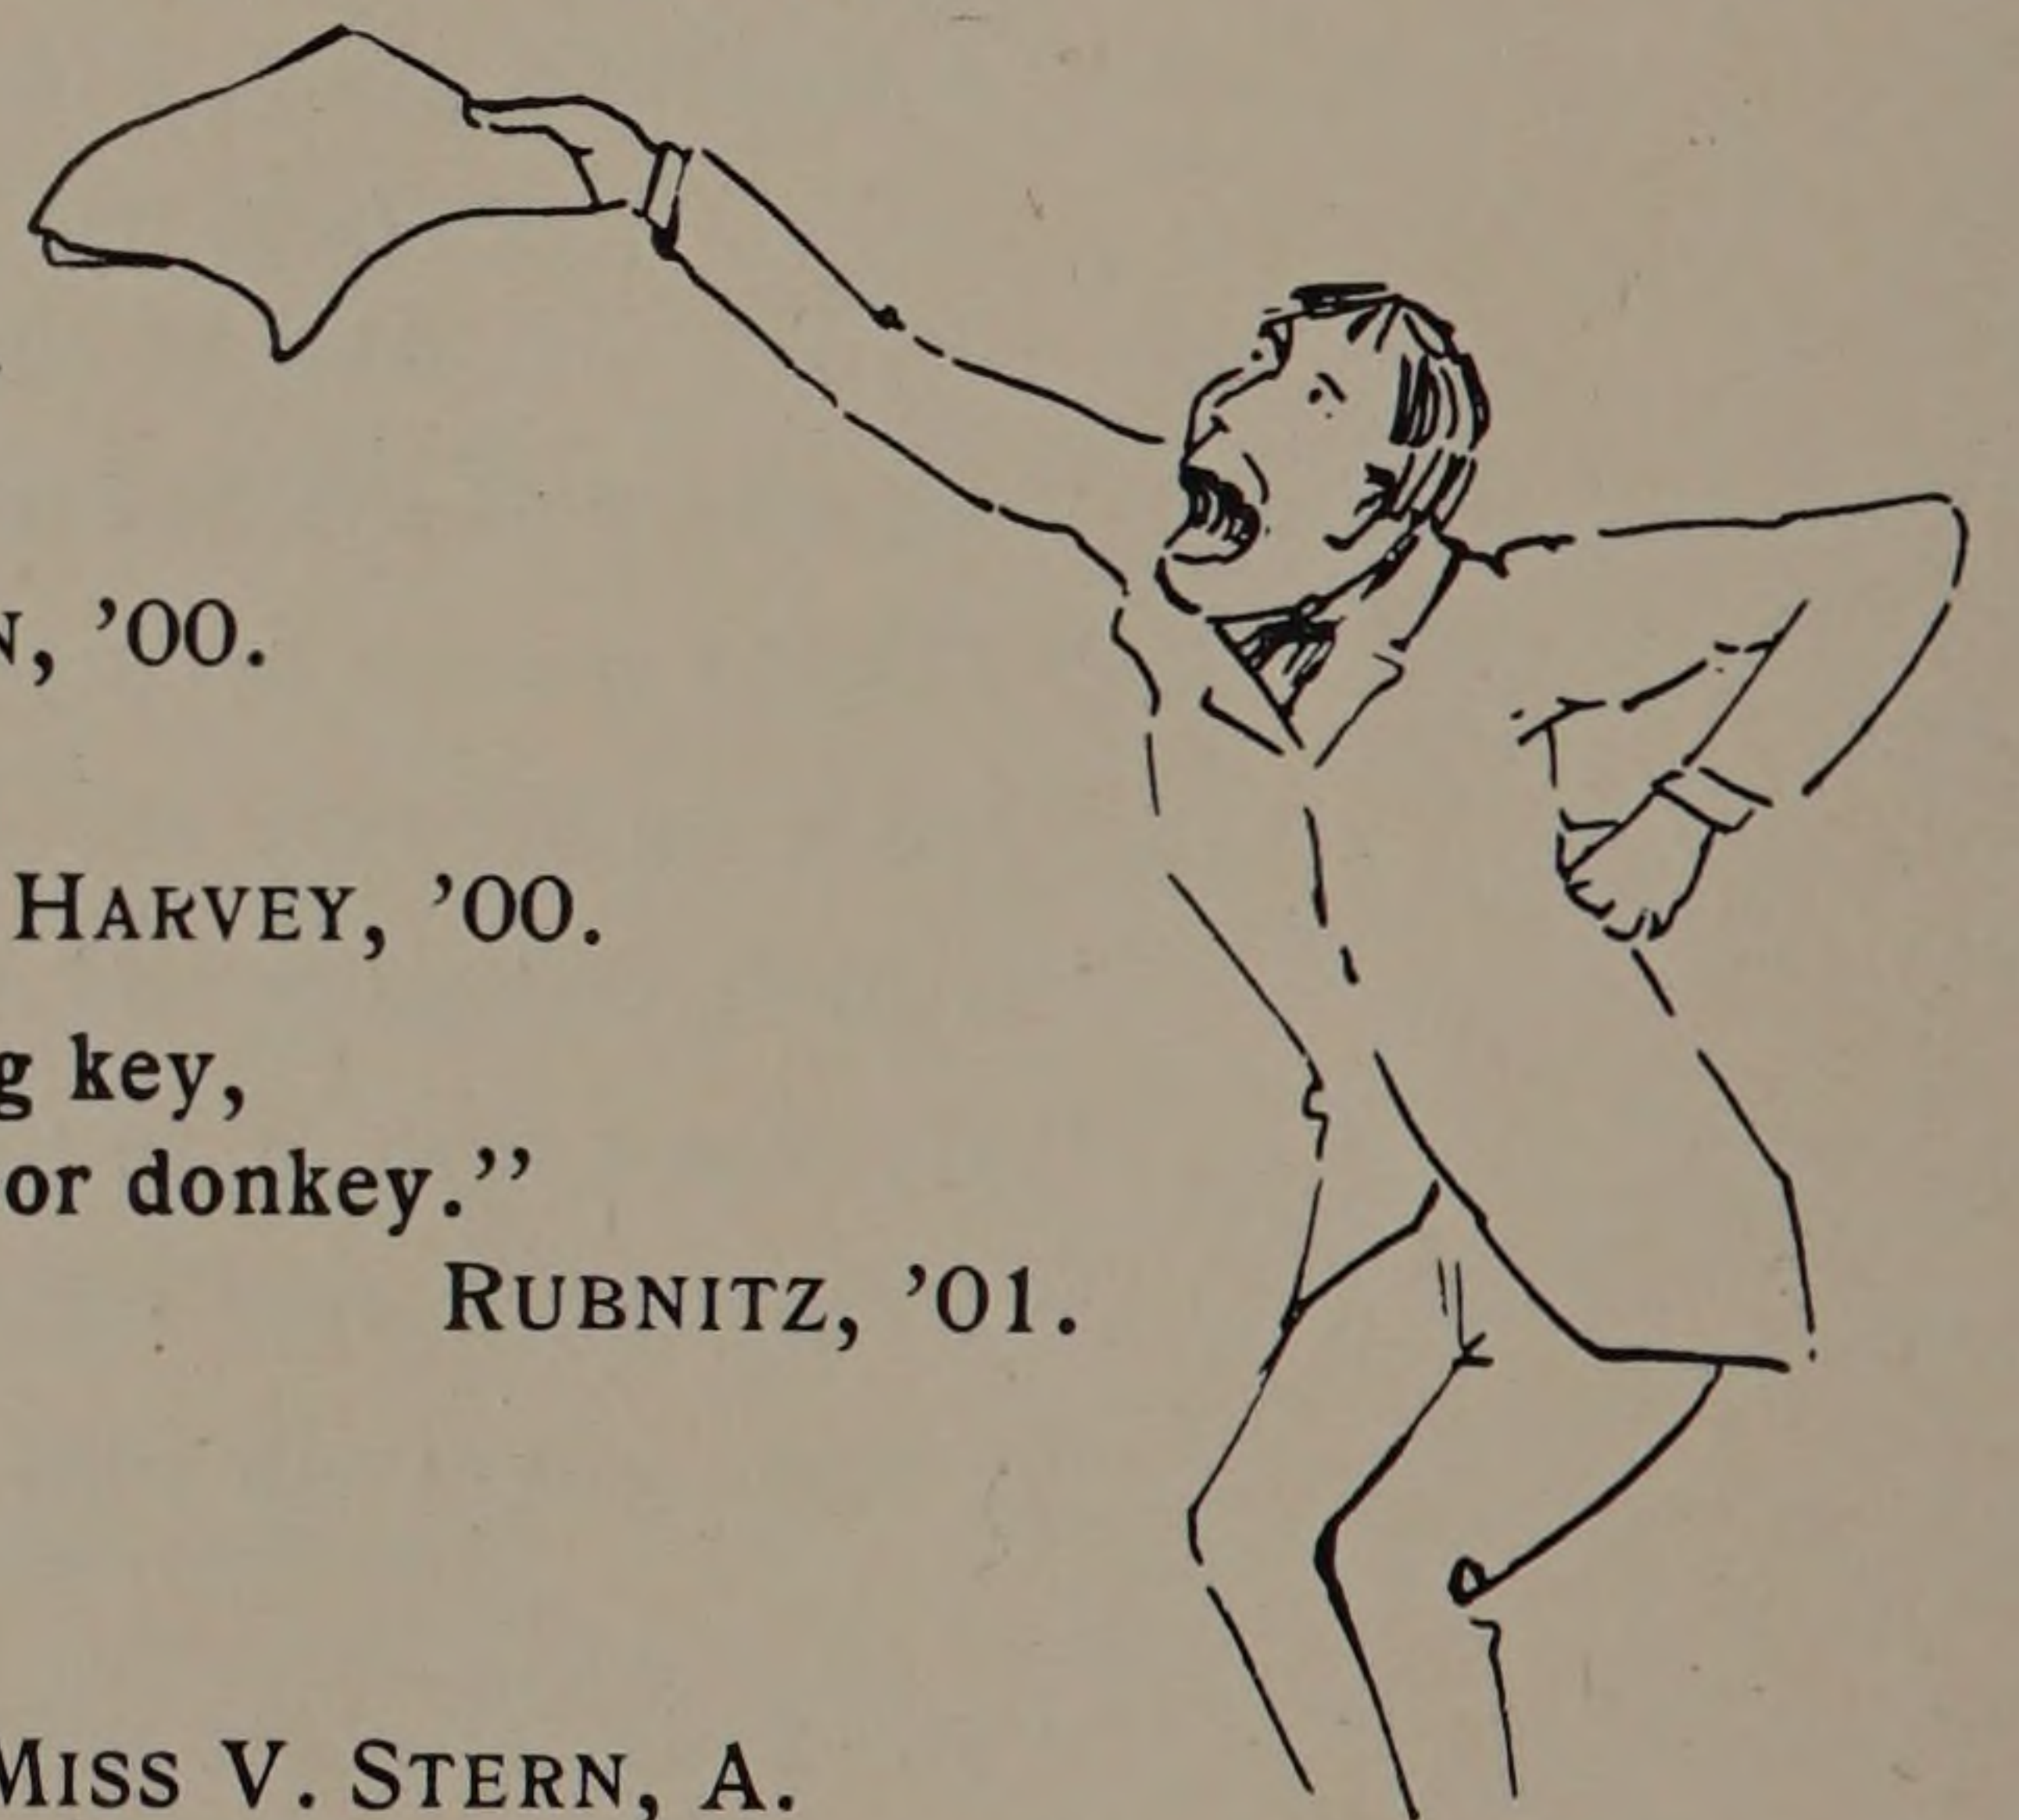 N, ’00.
HARVEY, ’00.
g key,
or donkey.”
RUBNITZ, ’01.
MISS V. STERN, A.